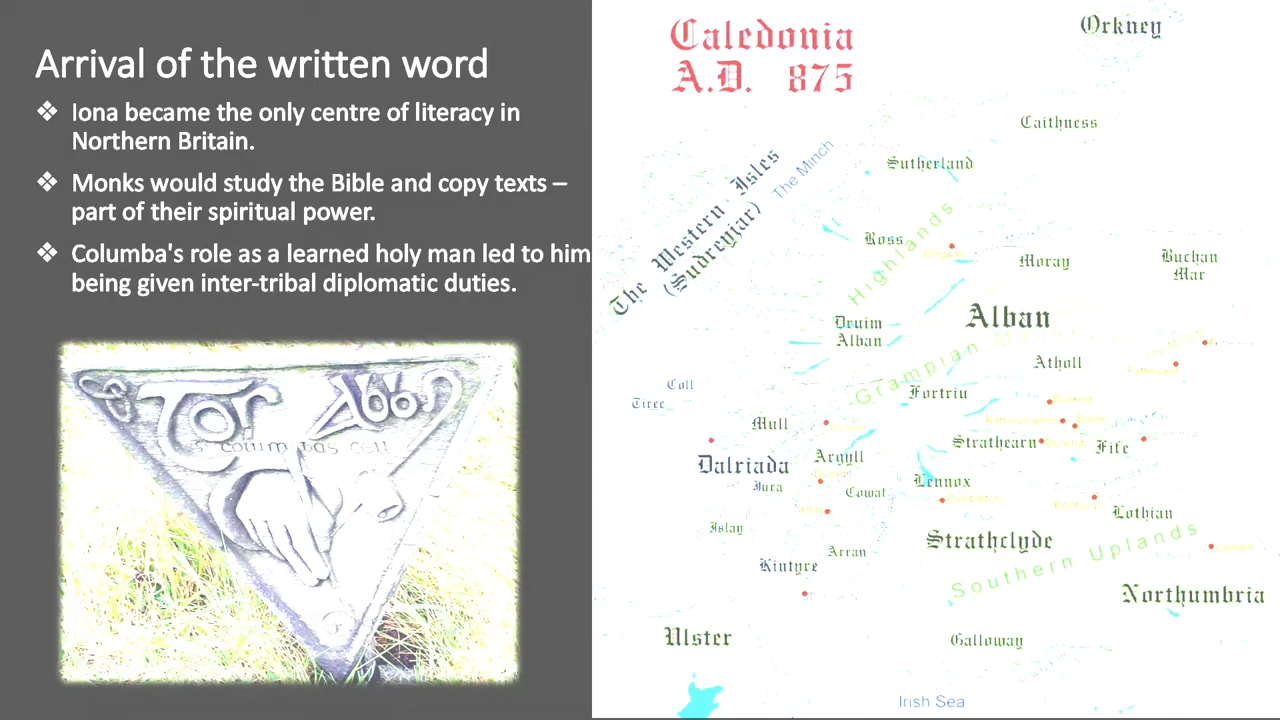 Arrival of the written word
❖ Iona became the only centre of literacy in
Northern Britain.
❖ Monks would study the Bible and copy texts –
part of their spiritual power.
❖ Columba's role as a learned holy man led to him
being given inter-tribal diplomatic duties.
Tor Abb
Caledonia
A.D. 875
Orkney
Caithness
Sutherland
The Minch
The Western Isles
(Sudreyjar)
Ross
Highlands
Moray
Buchan
Mar
Alban
Druim
Alban
Grampian
Atholl
Coll
Tiree
Fortriu
Mull
Strathearn
Fife
Argyll
Dalriada
Jura
Cowal
Lennox
Lothian
Islay
Strathclyde
Arran
Kintyre
Southern Uplands
Northumbria
Ulster
Galloway
Irish Sea